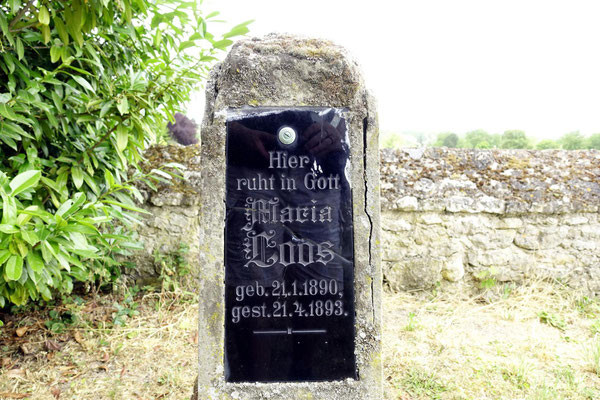 Hier
ruht in Gott
Maria
Loos
geb. 21.1.1890,
gest. 21.4.1893.